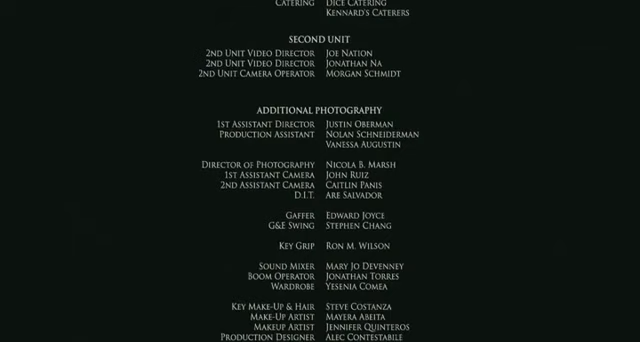 Catering Dice Catering
Kennard's Caterers
Second Unit
2nd Unit Video Director Joe Nation
2nd Unit Video Director Jonathan Na
2nd Unit Camera Operator Morgan Schmidt
Additional Photography
1st Assistant Director Justin Oberman
Production Assistant Nolan Schneiderman
Vanessa Augustin
Director of Photography Nicola B. Marsh
1st Assistant Camera John Ruiz
2nd Assistant Camera Caitlin Panis
D.I.T. Are Salvador
Gaffer Edward Joyce
G&E Swing Stephen Chang
Key Grip Ron M. Wilson
Sound Mixer Mary Jo Devenney
Boom Operator Jonathan Torres
Wardrobe Yesenia Comea
Key Make-Up & Hair Steve Costanza
Make-Up Artist Mayera Abeita
Makeup Artist Jennifer Quinteros
Production Designer Alec Contestabile